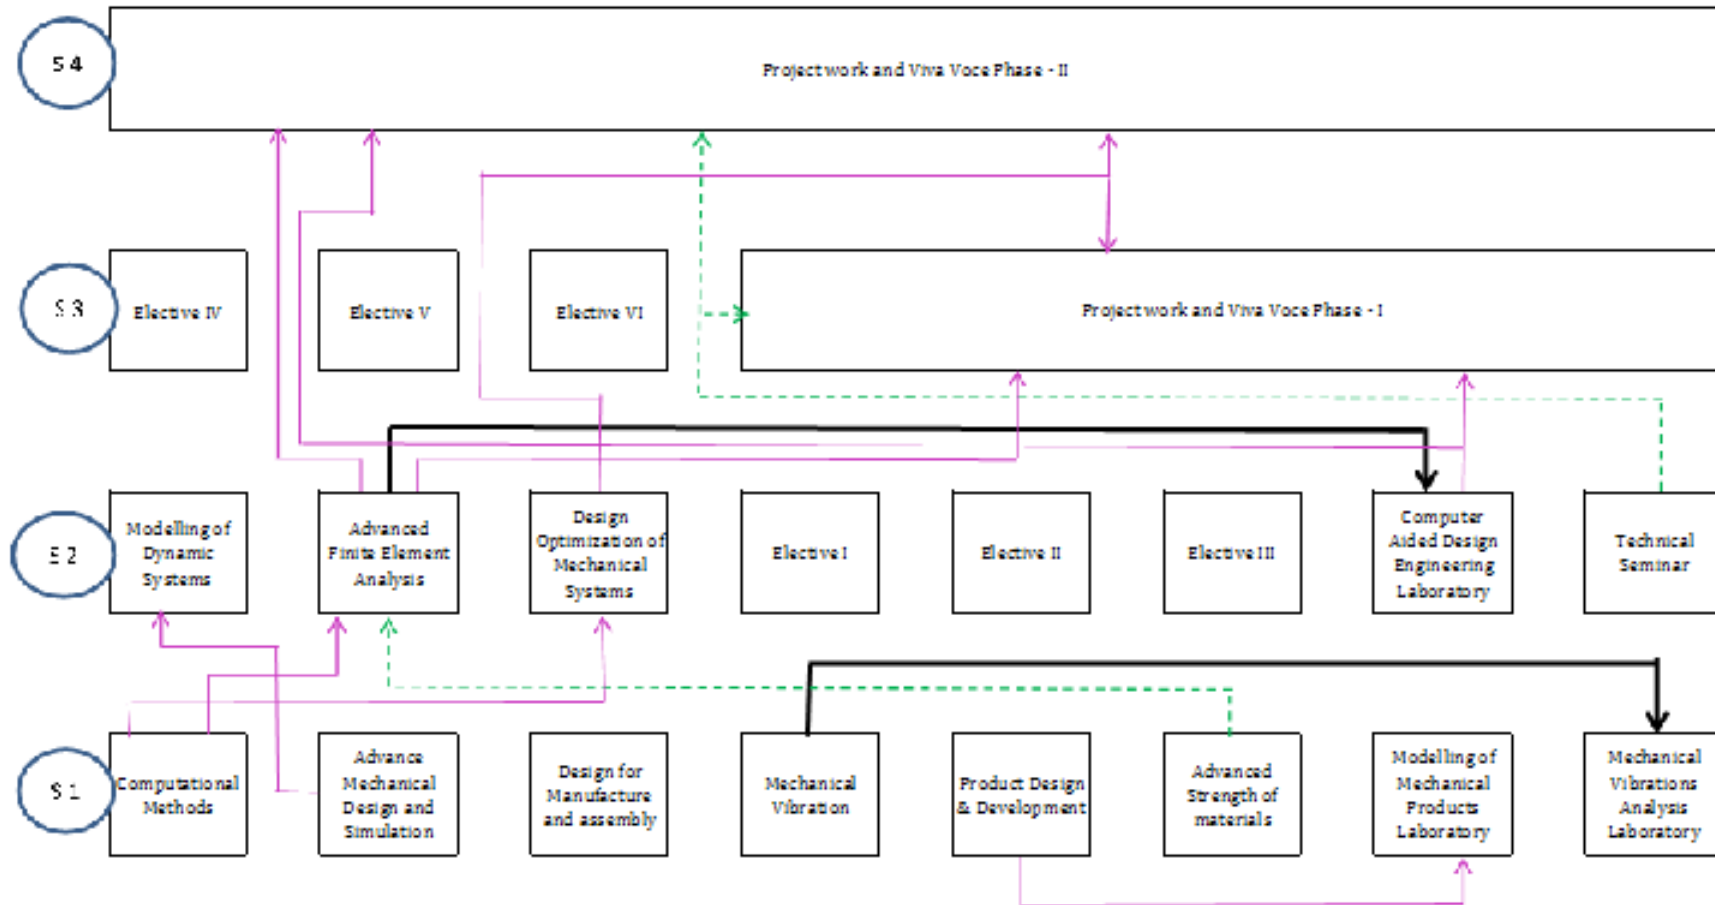 S 4
Project work and Viva Voce Phase - II
S 3
Elective IV
Elective V
Elective VI
Project work and Viva Voce Phase - I
S 2
Modelling of
Dynamic
Systems
Advanced
Finite Element
Analysis
Design
Optimization of
Mechanical
Systems
Elective I
Elective II
Elective III
Computer
Aided Design
Engineering
Laboratory
Technical
Seminar
S 1
Computational
Methods
Advance
Mechanical
Design and
Simulation
Design for
Manufacture
and assembly
Mechanical
Vibration
Product Design
& Development
Advanced
Strength of
materials
Modelling of
Mechanical
Products
Laboratory
Mechanical
Vibrations
Analysis
Laboratory